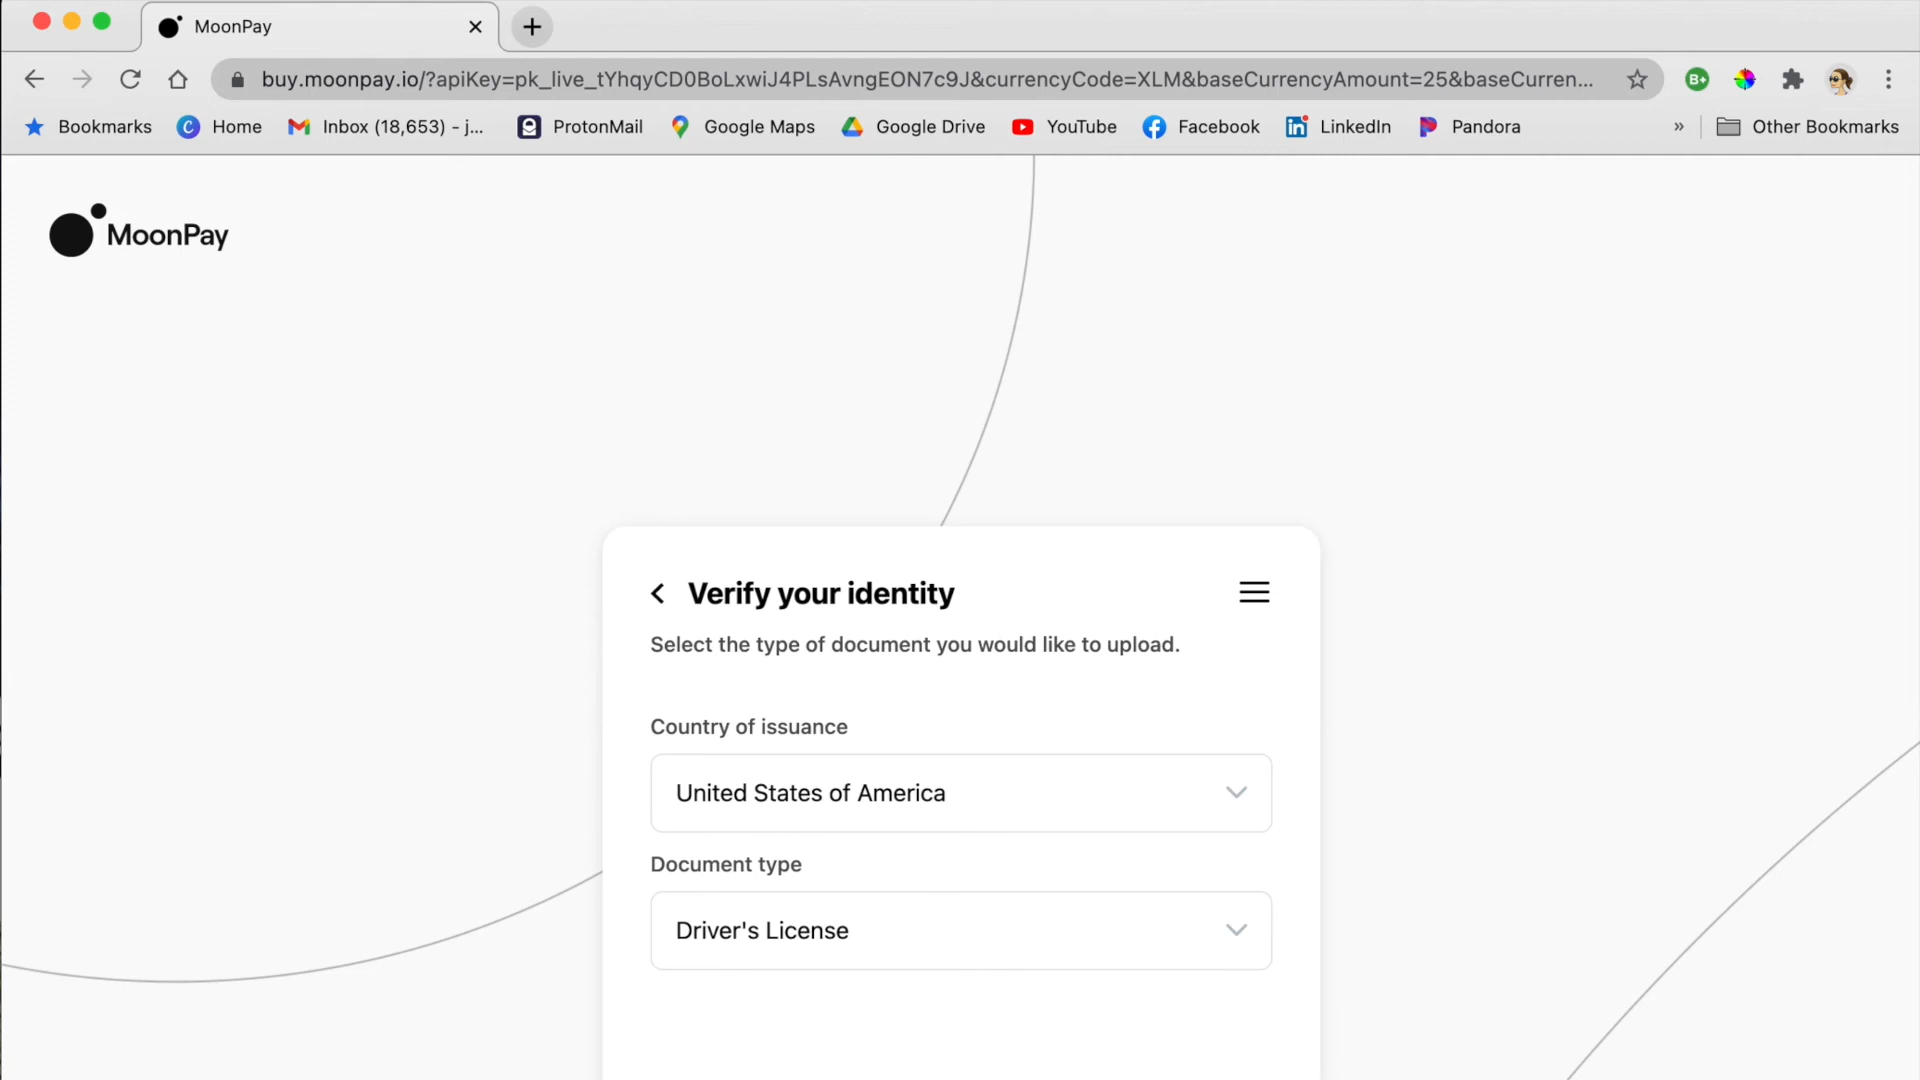 MoonPay
buy.moonpay.io/?apiKey=pk_live_tYhqyCD0BoLxwiJ4PLsAvngEON7c9J&currencyCode=XLM&baseCurrencyAmount=25&baseCurren...
B+
Bookmarks
C Home
Inbox (18,653) - j...
ProtonMail
Google Maps
Google Drive
YouTube
Facebook
in LinkedIn
Pandora
»
Other Bookmarks
MoonPay
Verify your identity
Select the type of document you would like to upload.
Country of issuance
United States of America
Document type
Driver's License